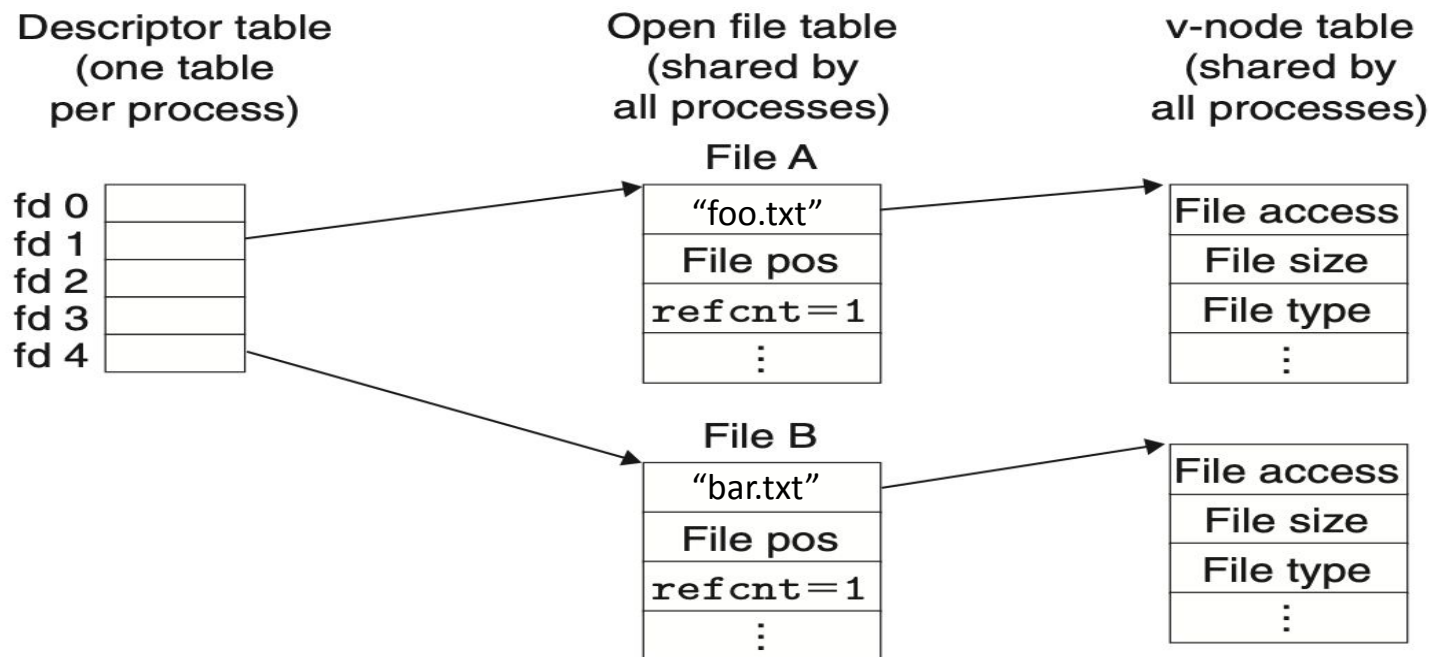 Descriptor table
(one table
per process)
Open file table
(shared by
all processes)
v-node table
(shared by
all processes)
fd 0
fd 1
fd 2
fd 3
fd 4
File A
“foo.txt”
File pos
refcnt=1
⋮
File access
File size
File type
⋮
File B
“bar.txt”
File pos
refcnt=1
⋮
File access
File size
File type
⋮